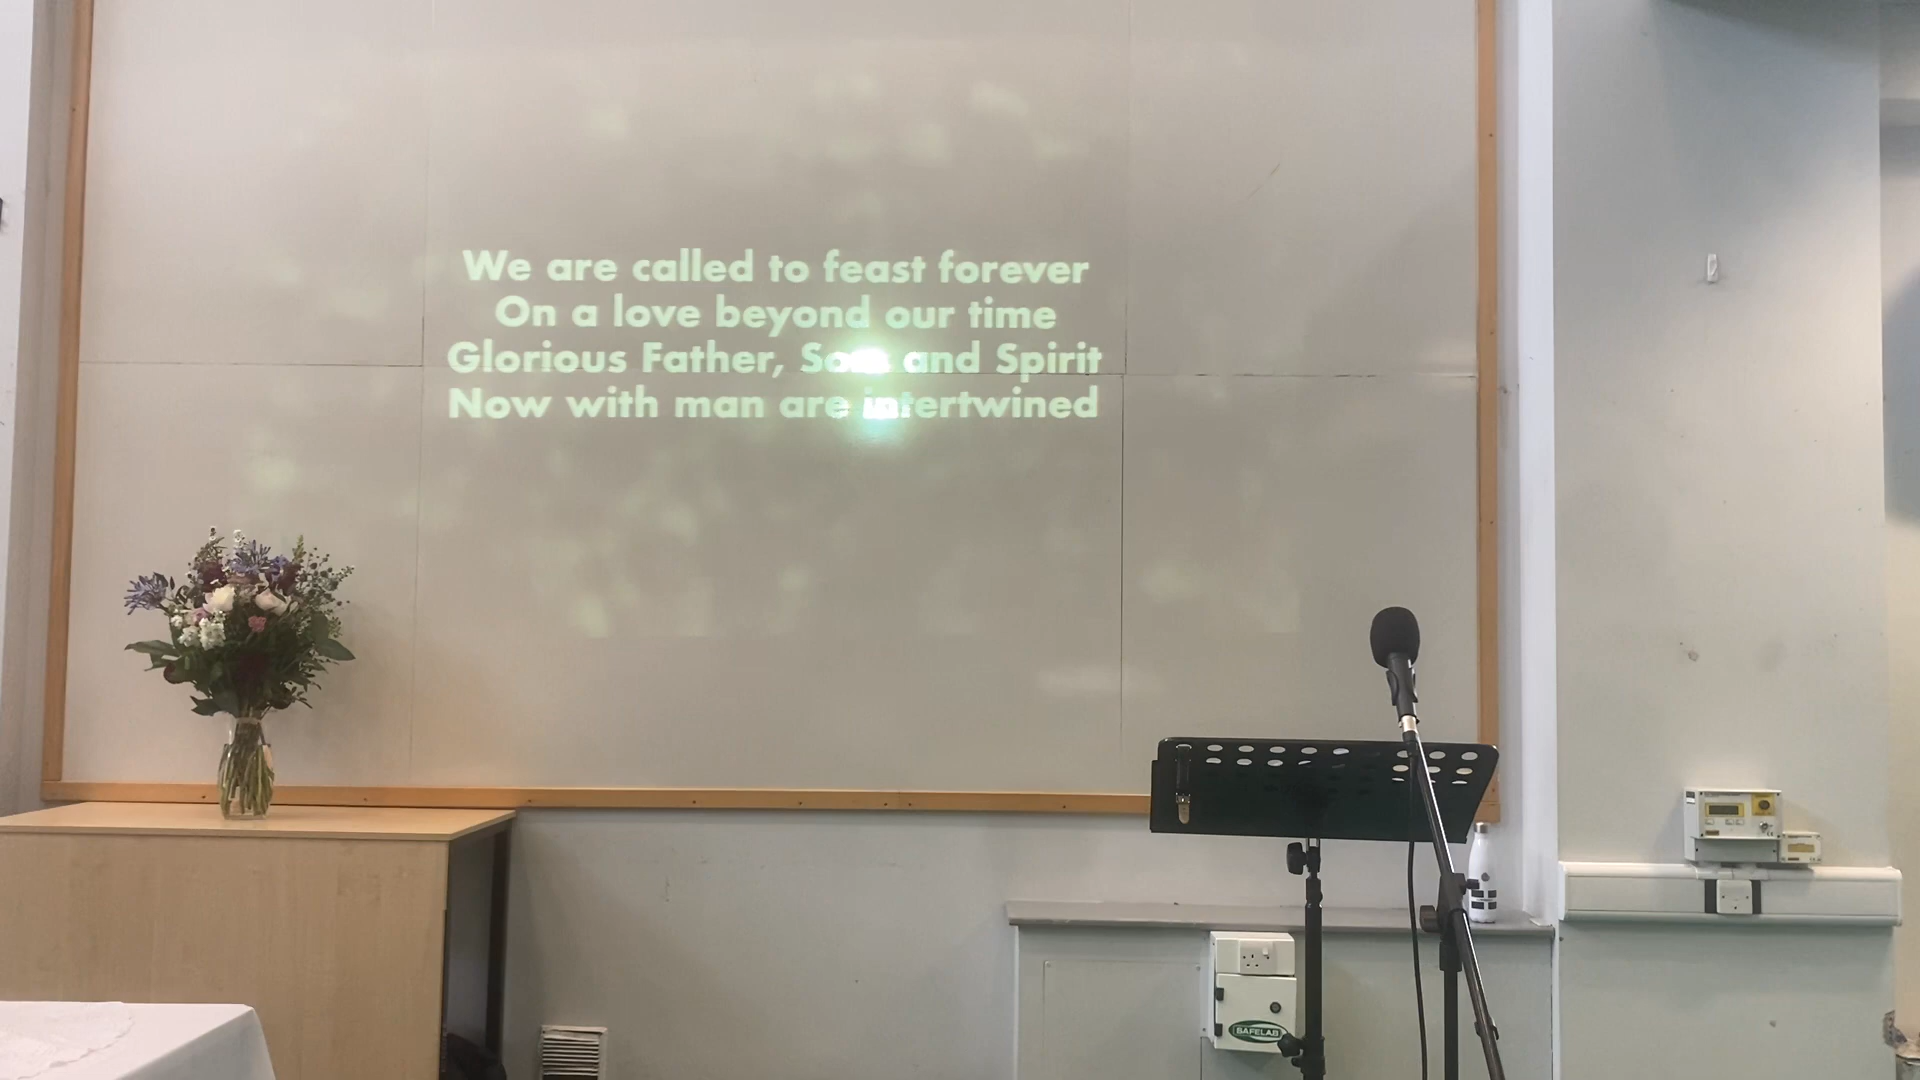 We are called to feast forever
On a love beyond our time
Glorious Father, Son and Spirit
Now with man are intertwined
SAFELAB